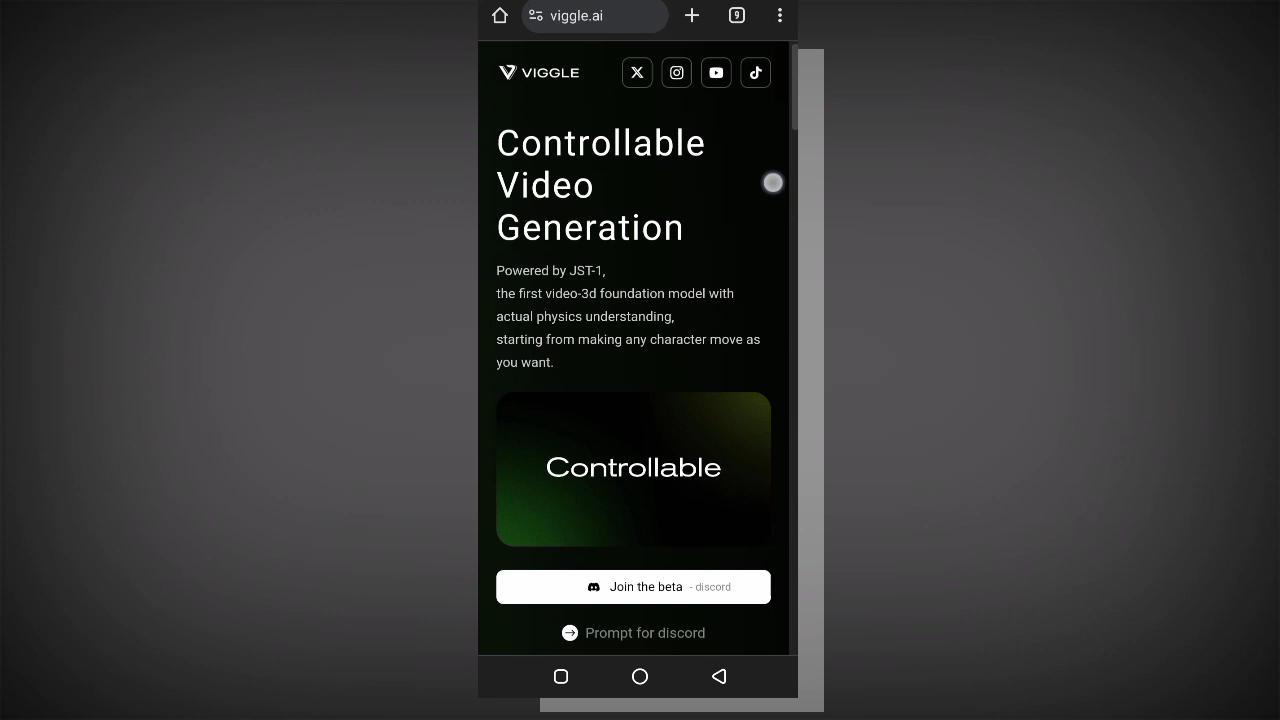 viggle.ai
9
VIGGLE
Controllable
Video
Generation
Powered by JST-1,
the first video-3d foundation model with
actual physics understanding,
starting from making any character move as
you want.
Controllable
Join the beta - discord
Prompt for discord